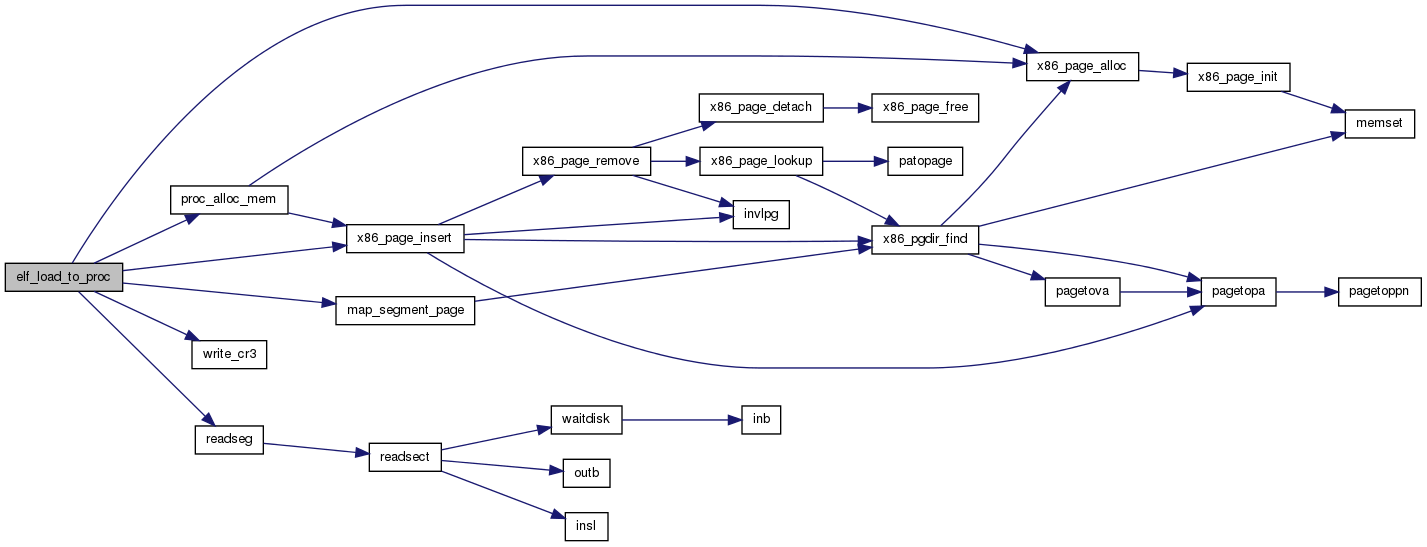 elf_load_to_proc
proc_alloc_mem
x86_page_insert
map_segment_page
write_cr3
readseg
readsect
x86_page_remove
x86_page_detach
x86_page_free
x86_page_lookup
patopage
invlpg
x86_pgdir_find
x86_page_alloc
x86_page_init
memset
pagetova
pagetopa
pagetoppn
waitdisk
inb
outb
insl